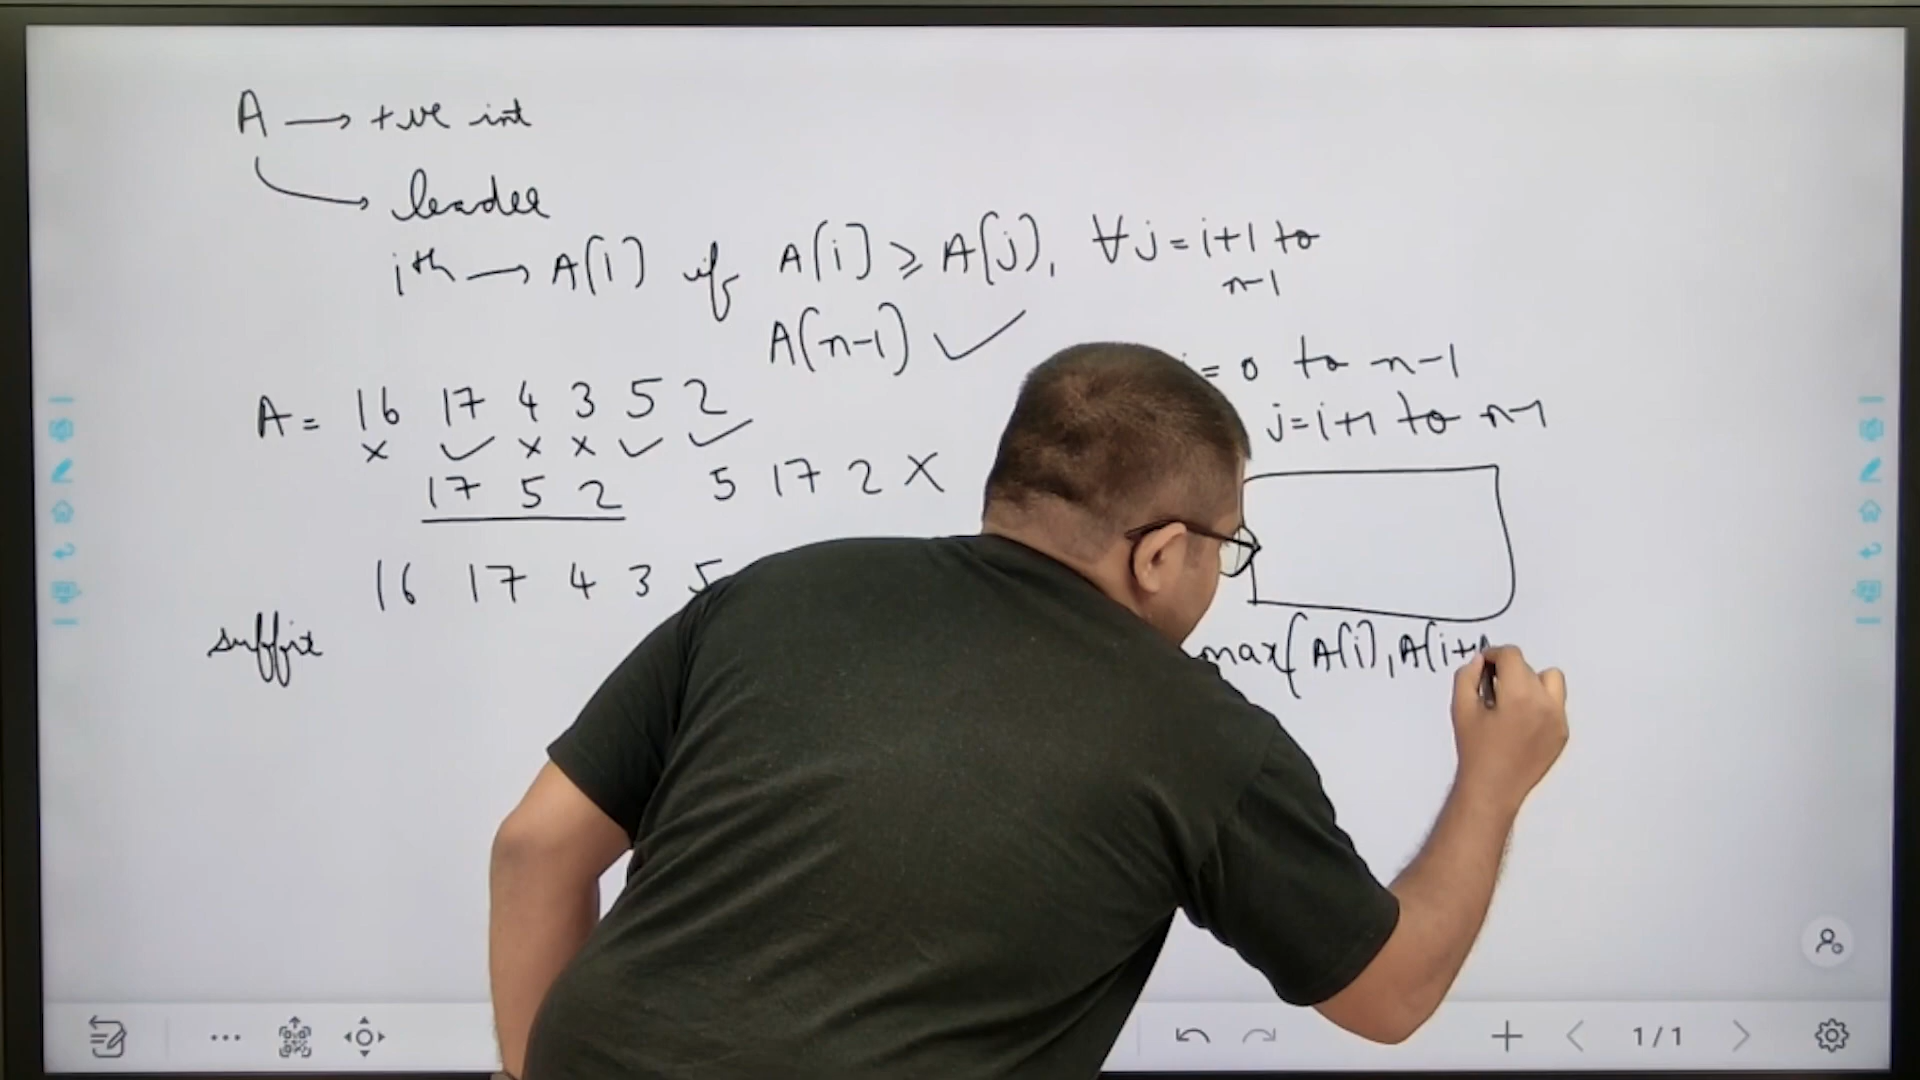 A → +ve int
leader
ith → A[i] if A[i] ≥ A[j], ∀ j = i+1 to
n-1
A[n-1] ✓
= 0 to n-1
A = 16 17 4 3 5 2
j = i+1 to n-1
× ✓ × × ✓ ✓
17 5 2 5 17 2 ×
16 17 4 3 5
suffix
max( A[i], A[i+1
1/1